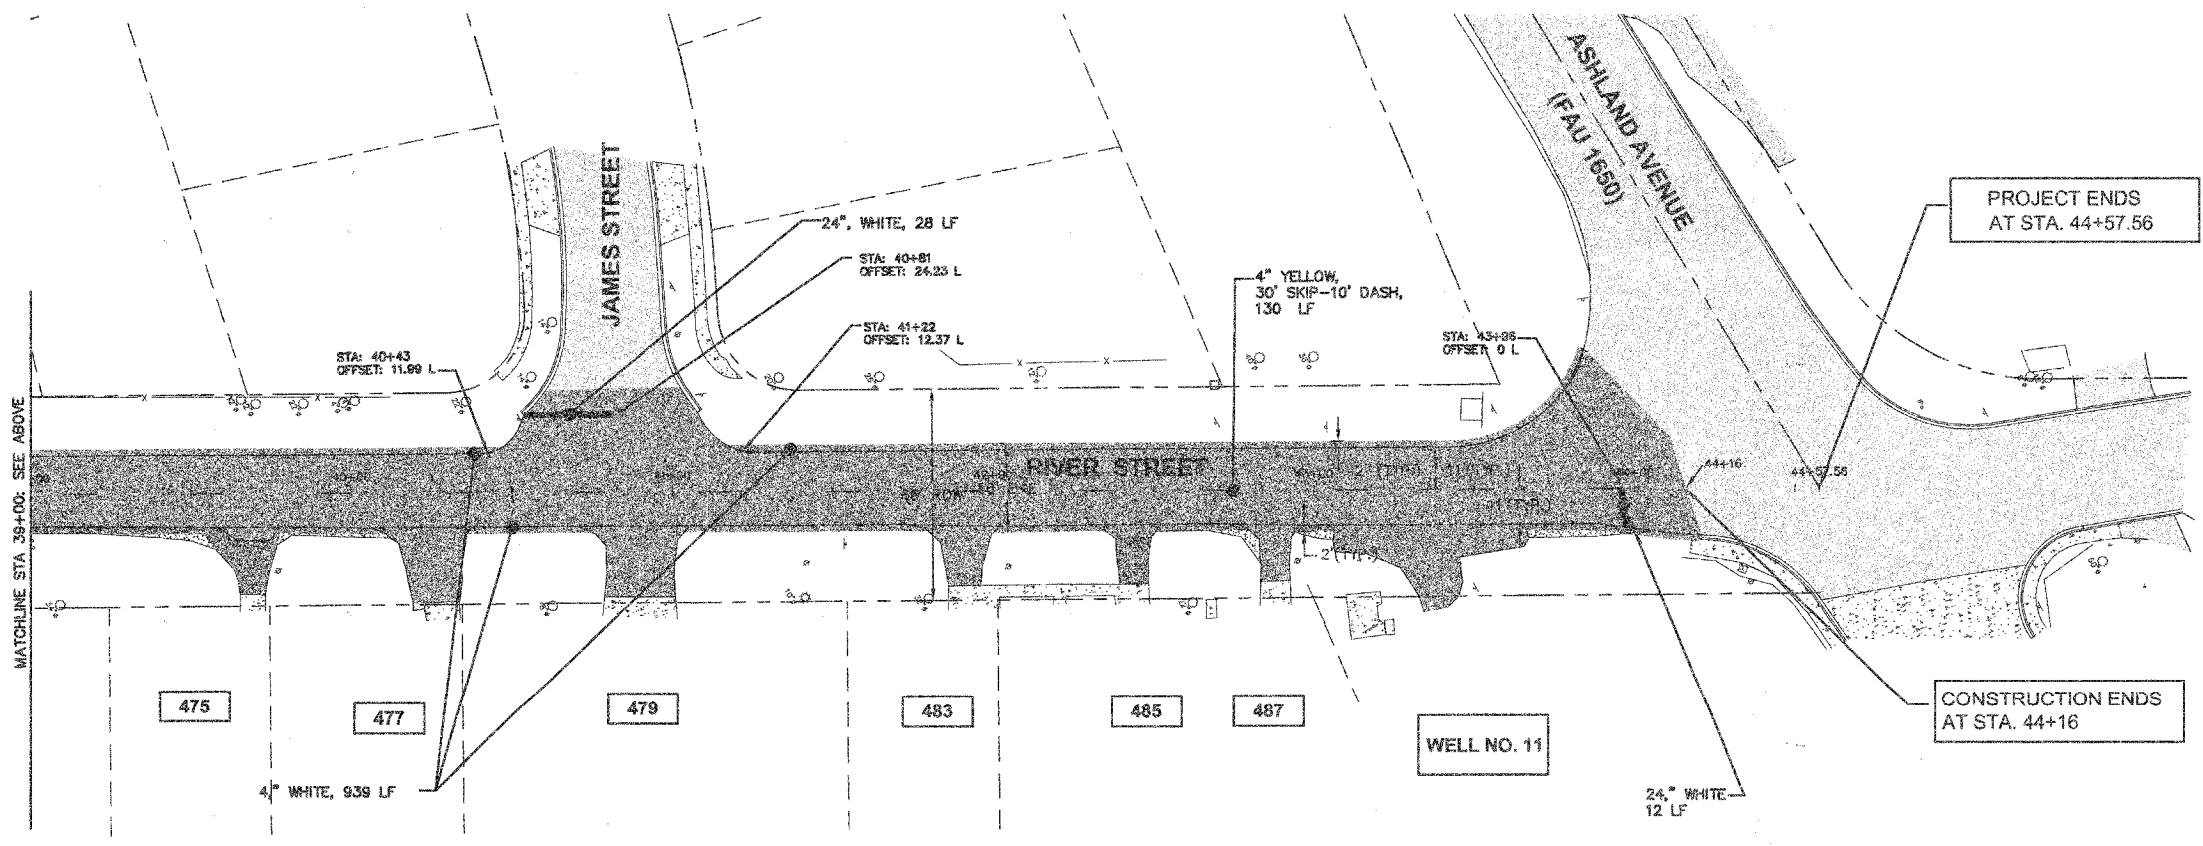 ASHLAND AVENUE
(FAU 1650)
PROJECT ENDS
AT STA. 44+57.56
JAMES STREET
24", WHITE, 28 LF
STA: 40+81
OFFSET: 24.23 L
4" YELLOW,
30' SKIP-10' DASH,
130 LF
STA: 41+22
OFFSET: 12.37 L
STA: 43+96
OFFSET: 0 L
STA: 40+43
OFFSET: 11.99 L
MATCHLINE STA 39+00: SEE ABOVE
RIVER STREET
44+16
44+57.56
2' (TYP.)
475
477
479
483
485
487
WELL NO. 11
CONSTRUCTION ENDS
AT STA. 44+16
4," WHITE, 939 LF
24," WHITE
12 LF